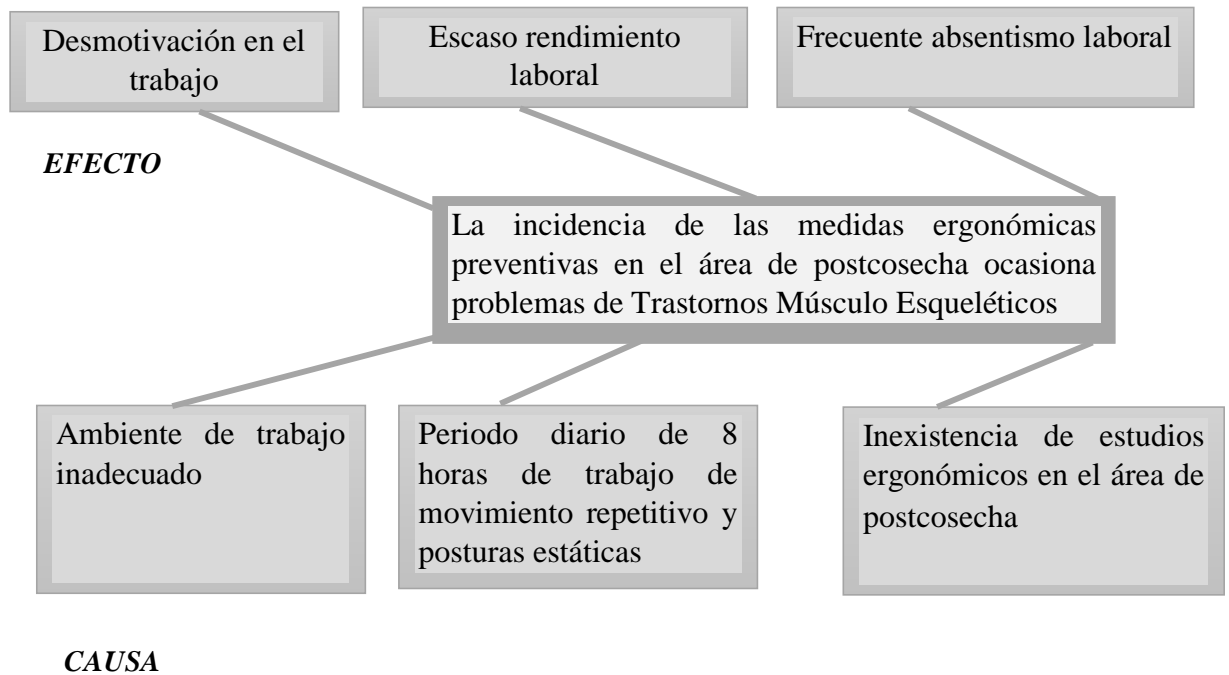 Desmotivación en el
trabajo
Escaso rendimiento
laboral
Frecuente absentismo laboral
EFECTO
La incidencia de las medidas ergonómicas
preventivas en el área de postcosecha ocasiona
problemas de Trastornos Músculo Esqueléticos
Ambiente de trabajo
inadecuado
Periodo diario de 8
horas de trabajo de
movimiento repetitivo y
posturas estáticas
Inexistencia de estudios
ergonómicos en el área de
postcosecha
CAUSA